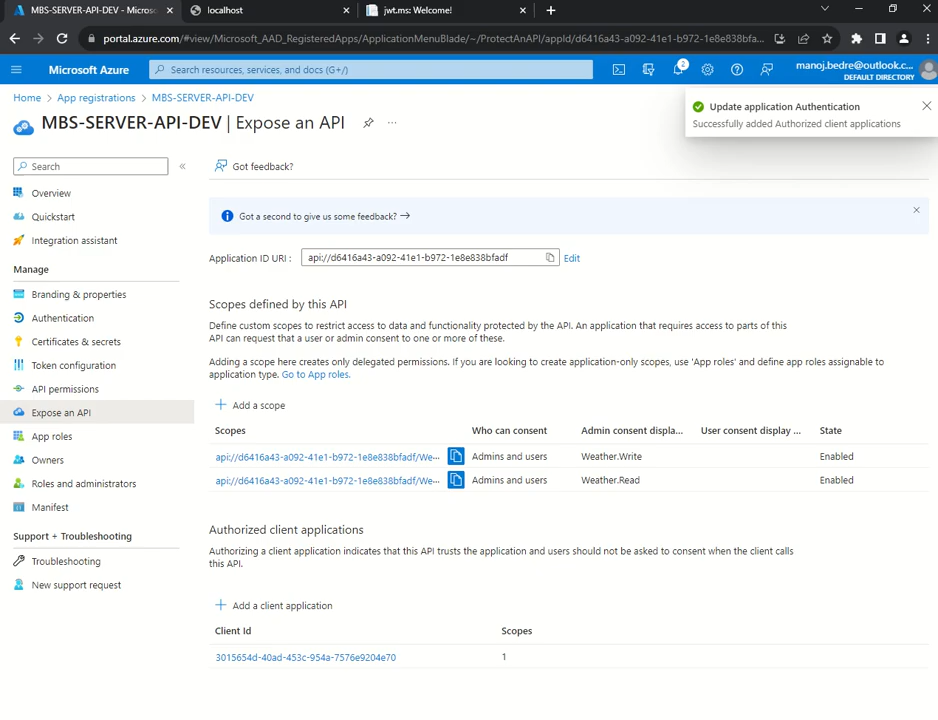 MBS-SERVER-API-DEV - Microso
localhost
jwt.ms: Welcome!
portal.azure.com/#view/Microsoft_AAD_RegisteredApps/ApplicationMenuBlade/~/ProtectAnAPI/appId/d6416a43-a092-41e1-b972-1e8e838bfa...
Microsoft Azure
Search resources, services, and docs (G+/)
2
manoj.bedre@outlook.c...
DEFAULT DIRECTORY
Home > App registrations > MBS-SERVER-API-DEV
MBS-SERVER-API-DEV | Expose an API
Update application Authentication
Successfully added Authorized client applications
Search
Got feedback?
Overview
Quickstart
Integration assistant
Manage
Branding & properties
Authentication
Certificates & secrets
Token configuration
API permissions
Expose an API
App roles
Owners
Roles and administrators
Manifest
Support + Troubleshooting
Troubleshooting
New support request
Got a second to give us some feedback? →
Application ID URI : api://d6416a43-a092-41e1-b972-1e8e838bfadf Edit
Scopes defined by this API
Define custom scopes to restrict access to data and functionality protected by the API. An application that requires access to parts of this
API can request that a user or admin consent to one or more of these.
Adding a scope here creates only delegated permissions. If you are looking to create application-only scopes, use 'App roles' and define app roles assignable to
application type. Go to App roles.
+ Add a scope
Scopes Who can consent Admin consent displa... User consent display ... State
api://d6416a43-a092-41e1-b972-1e8e838bfadf/We... Admins and users Weather.Write Enabled
api://d6416a43-a092-41e1-b972-1e8e838bfadf/We... Admins and users Weather.Read Enabled
Authorized client applications
Authorizing a client application indicates that this API trusts the application and users should not be asked to consent when the client calls
this API.
+ Add a client application
Client Id Scopes
3015654d-40ad-453c-954a-7576e9204e70 1